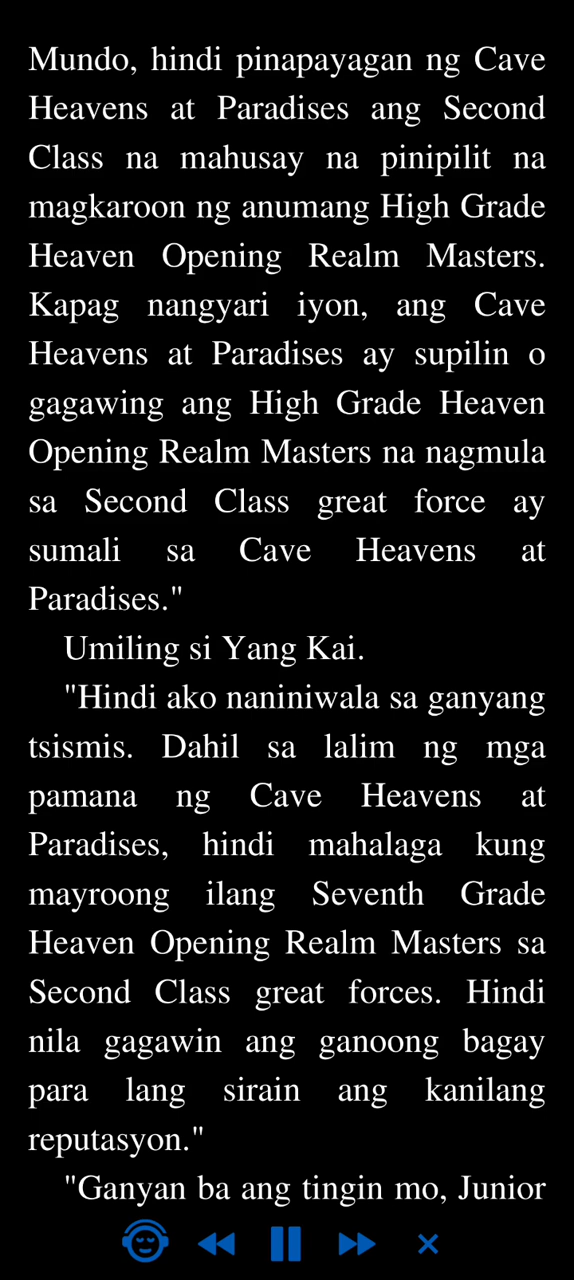 Mundo, hindi pinapayagan ng Cave
Heavens at Paradises ang Second
Class na mahusay na pinipilit na
magkaroon ng anumang High Grade
Heaven Opening Realm Masters.
Kapag nangyari iyon, ang Cave
Heavens at Paradises ay supilin o
gagawing ang High Grade Heaven
Opening Realm Masters na nagmula
sa Second Class great force ay
sumali sa Cave Heavens at
Paradises."
Umiling si Yang Kai.
"Hindi ako naniniwala sa ganyang
tsismis. Dahil sa lalim ng mga
pamana ng Cave Heavens at
Paradises, hindi mahalaga kung
mayroong ilang Seventh Grade
Heaven Opening Realm Masters sa
Second Class great forces. Hindi
nila gagawin ang ganoong bagay
para lang sirain ang kanilang
reputasyon."
"Ganyan ba ang tingin mo, Junior